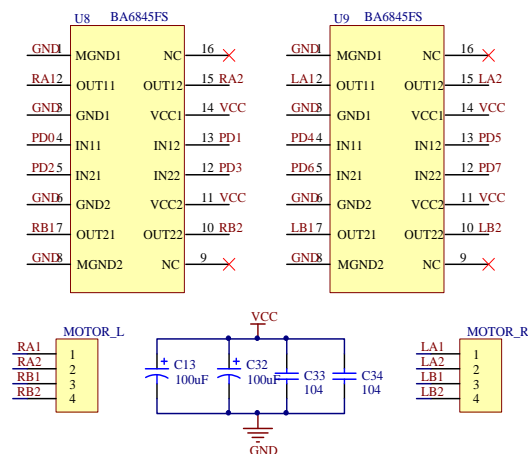 U8 BA6845FS
GND 1 MGND1 NC 16
RA1 2 OUT11 OUT12 15 RA2
GND 3 GND1 VCC1 14 VCC
PD0 4 IN11 IN12 13 PD1
PD2 5 IN21 IN22 12 PD3
GND 6 GND2 VCC2 11 VCC
RB1 7 OUT21 OUT22 10 RB2
GND 8 MGND2 NC 9
U9 BA6845FS
GND 1 MGND1 NC 16
LA1 2 OUT11 OUT12 15 LA2
GND 3 GND1 VCC1 14 VCC
PD4 4 IN11 IN12 13 PD5
PD6 5 IN21 IN22 12 PD7
GND 6 GND2 VCC2 11 VCC
LB1 7 OUT21 OUT22 10 LB2
GND 8 MGND2 NC 9
MOTOR_L
RA1 1
RA2 2
RB1 3
RB2 4
VCC
C13
100uF
C32
100uF
C33
104
C34
104
GND
MOTOR_R
LA1 1
LA2 2
LB1 3
LB2 4